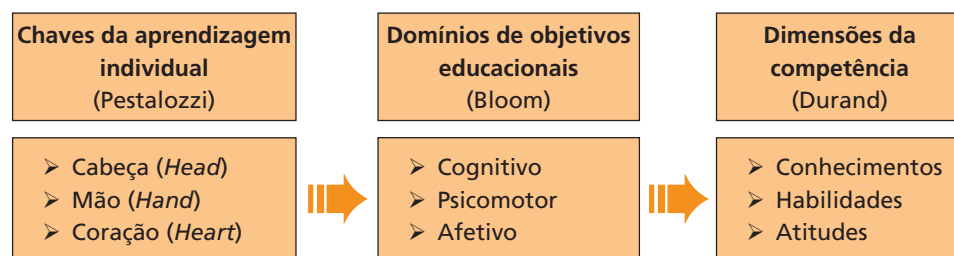 Chaves da aprendizagem
individual
(Pestalozzi)
Domínios de objetivos
educacionais
(Bloom)
Dimensões da
competência
(Durand)
➢ Cabeça (Head)
➢ Mão (Hand)
➢ Coração (Heart)
➢ Cognitivo
➢ Psicomotor
➢ Afetivo
➢ Conhecimentos
➢ Habilidades
➢ Atitudes